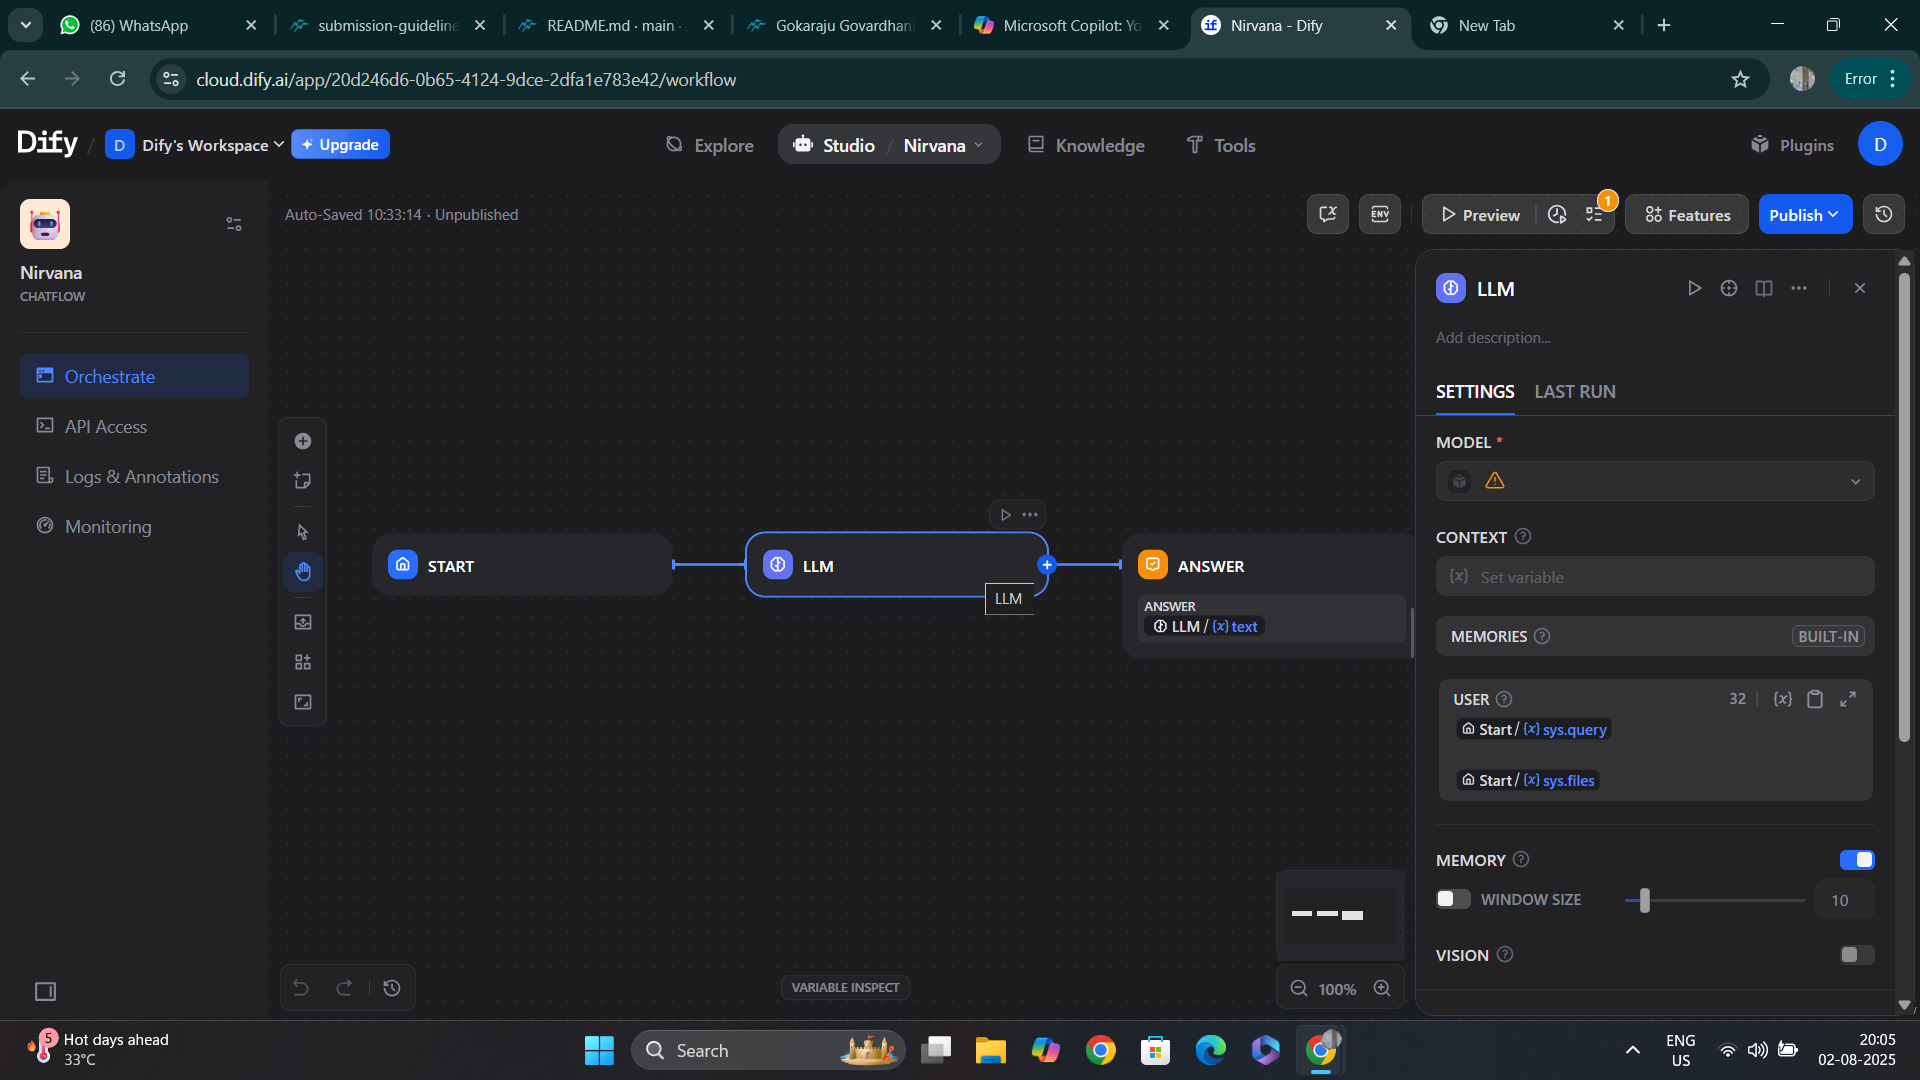 (86) WhatsApp
submission-guideline
README.md · main ·
Gokaraju Govardhani
Microsoft Copilot: Yo
Nirvana - Dify
New Tab
cloud.dify.ai/app/20d246d6-0b65-4124-9dce-2dfa1e783e42/workflow
Error
Dify / D Dify's Workspace Upgrade
Explore
Studio / Nirvana
Knowledge
Tools
Plugins
D
Nirvana
CHATFLOW
Orchestrate
API Access
Logs & Annotations
Monitoring
Auto-Saved 10:33:14 · Unpublished
ENV
Preview
1
Features
Publish
START
LLM
LLM
ANSWER
ANSWER
LLM / {x} text
VARIABLE INSPECT
100%
LLM
Add description...
SETTINGS LAST RUN
MODEL *
CONTEXT ?
{x} Set variable
MEMORIES ? BUILT-IN
USER ? 32 {x}
Start / {x} sys.query
Start / {x} sys.files
MEMORY ?
WINDOW SIZE 10
VISION ?
5
Hot days ahead
33°C
Search
ENG
US
20:05
02-08-2025